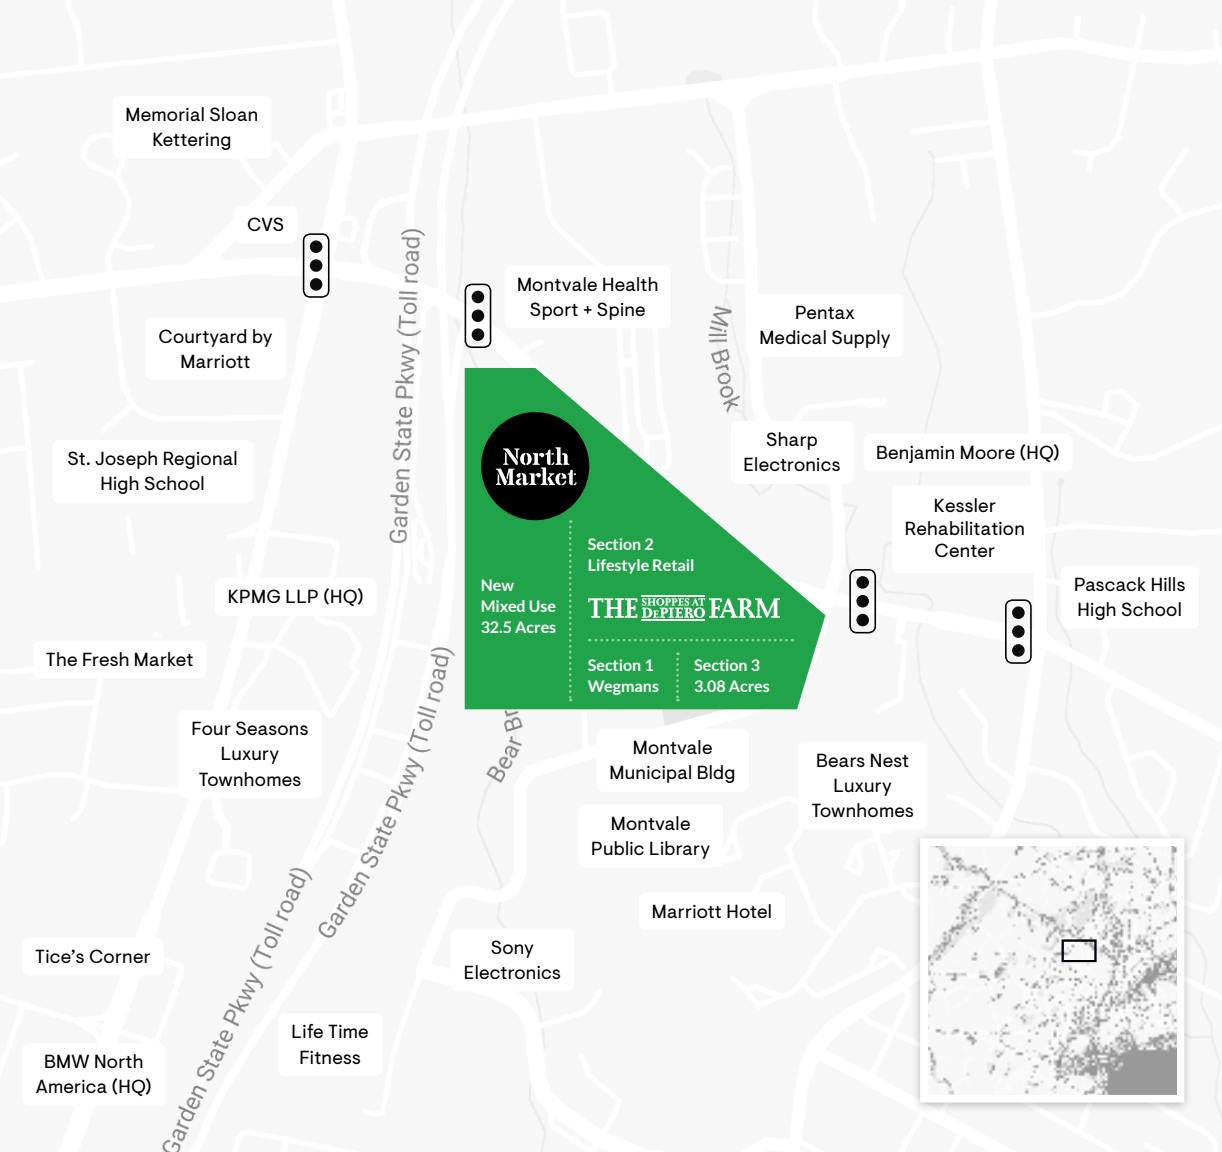 Memorial Sloan
Kettering
CVS
Garden State Pkwy (Toll road)
Montvale Health
Sport + Spine
Courtyard by
Marriott
Mill Brook
Pentax
Medical Supply
St. Joseph Regional
High School
North
Market
Sharp
Electronics
Benjamin Moore (HQ)
Kessler
Rehabilitation
Center
Section 2
Lifestyle Retail
New
Mixed Use
32.5 Acres
THE SHOPPES AT DEPIERO FARM
KPMG LLP (HQ)
Pascack Hills
High School
The Fresh Market
Section 1
Wegmans
Section 3
3.08 Acres
Garden State Pkwy (Toll road)
Four Seasons
Luxury
Townhomes
Bear Br
Montvale
Municipal Bldg
Bears Nest
Luxury
Townhomes
Montvale
Public Library
Marriott Hotel
Garden State Pkwy (Toll road)
Tice’s Corner
Sony
Electronics
Life Time
Fitness
BMW North
America (HQ)